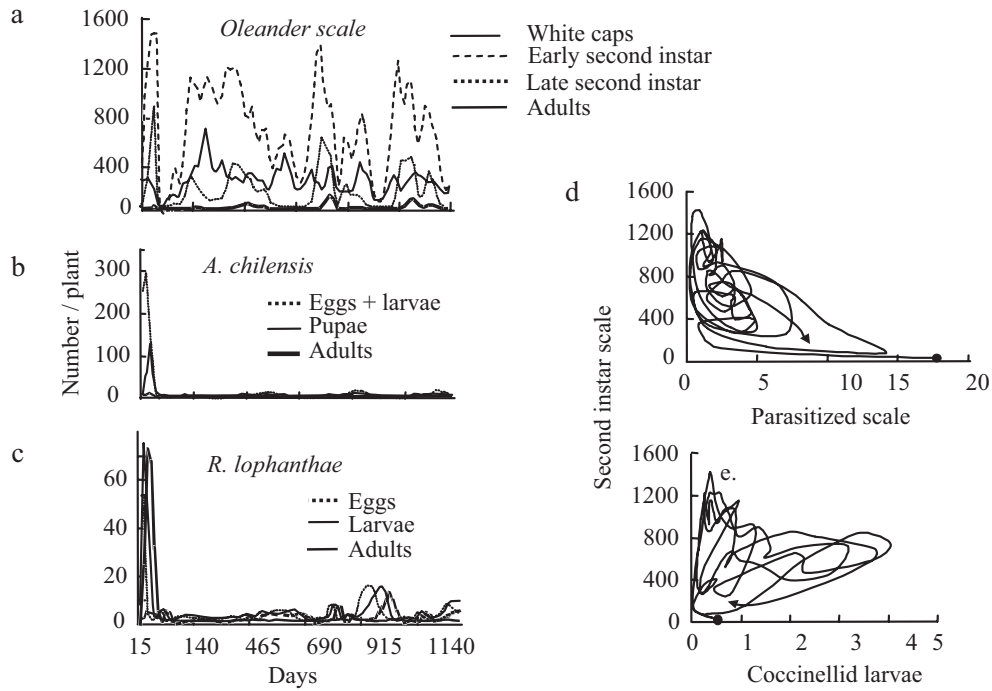 a
1600
1200
800
400
0
Oleander scale
White caps
Early second instar
Late second instar
Adults
b
300
200
100
0
A. chilensis
Eggs + larvae
Pupae
Adults
Number / plant
c
60
40
20
0
R. lophanthae
Eggs
Larvae
Adults
15 140 465 690 915 1140
Days
d
1600
1200
800
400
0
0 5 10 15 20
Parasitized scale
Second instar scale
e.
1600
1200
800
400
0
0 1 2 3 4 5
Coccinellid larvae